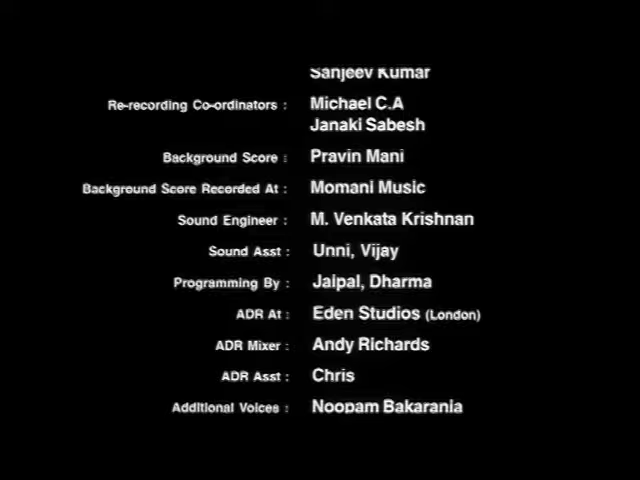 Sanjeev Kumar
Re-recording Co-ordinators : Michael C.A
Janaki Sabesh
Background Score : Pravin Mani
Background Score Recorded At : Momani Music
Sound Engineer : M. Venkata Krishnan
Sound Asst : Unni, Vijay
Programming By : Jaipal, Dharma
ADR At : Eden Studios (London)
ADR Mixer : Andy Richards
ADR Asst : Chris
Additional Voices : Noopam Bakarania